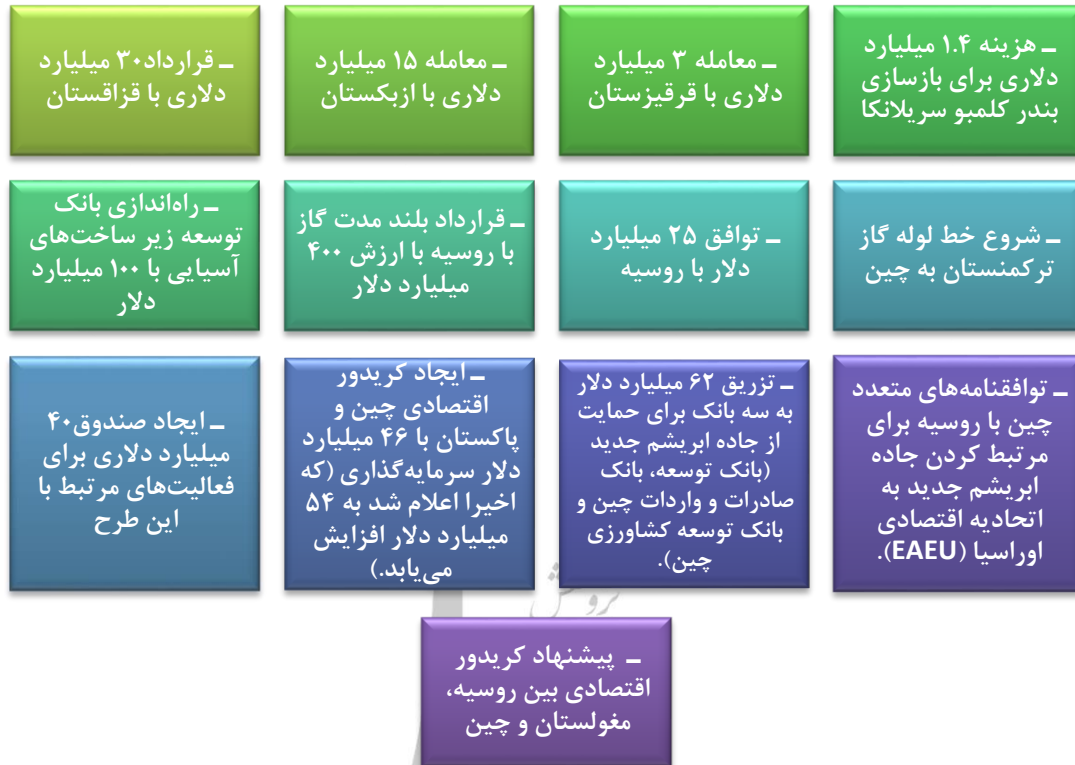 ـ هزینه ۱.۴ میلیارد
دلاری برای بازسازی
بندر کلمبو سریلانکا
ـ معامله ۳ میلیارد
دلاری با قرقیزستان
ـ معامله ۱۵ میلیارد
دلاری با ازبکستان
ـ قرارداد۳۰ میلیارد
دلاری با قزاقستان
ـ شروع خط لوله گاز
ترکمنستان به چین
ـ توافق ۲۵ میلیارد
دلار با روسیه
ـ قرارداد بلند مدت گاز
با روسیه با ارزش ۴۰۰
میلیارد دلار
ـ راه‌اندازی بانک
توسعه زیر ساخت‌های
آسیایی با ۱۰۰ میلیارد
دلار
ـ توافقنامه‌های متعدد
چین با روسیه برای
مرتبط کردن جاده
ابریشم جدید به
اتحادیه اقتصادی
اوراسیا (EAEU).
ـ تزریق ۶۲ میلیارد دلار
به سه بانک برای حمایت
از جاده ابریشم جدید
(بانک توسعه، بانک
صادرات و واردات چین و
بانک توسعه کشاورزی
چین).
ـ ایجاد کریدور
اقتصادی چین و
پاکستان با ۴۶ میلیارد
دلار سرمایه‌گذاری (که
اخیرا اعلام شد به ۵۴
میلیارد دلار افزایش
می‌یابد.)
ـ ایجاد صندوق۴۰
میلیارد دلاری برای
فعالیت‌های مرتبط با
این طرح
ـ پیشنهاد کریدور
اقتصادی بین روسیه،
مغولستان و چین